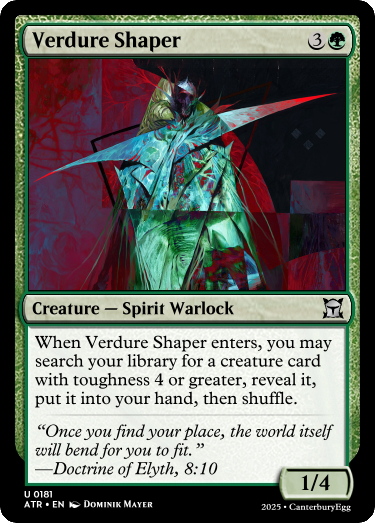 Verdure Shaper 3
Creature — Spirit Warlock
When Verdure Shaper enters, you may
search your library for a creature card
with toughness 4 or greater, reveal it,
put it into your hand, then shuffle.
“Once you find your place, the world itself
will bend for you to fit.”
—Doctrine of Elyth, 8:10
1/4
U 0181
ATR • EN Dominik Mayer
2025 • CanterburyEgg